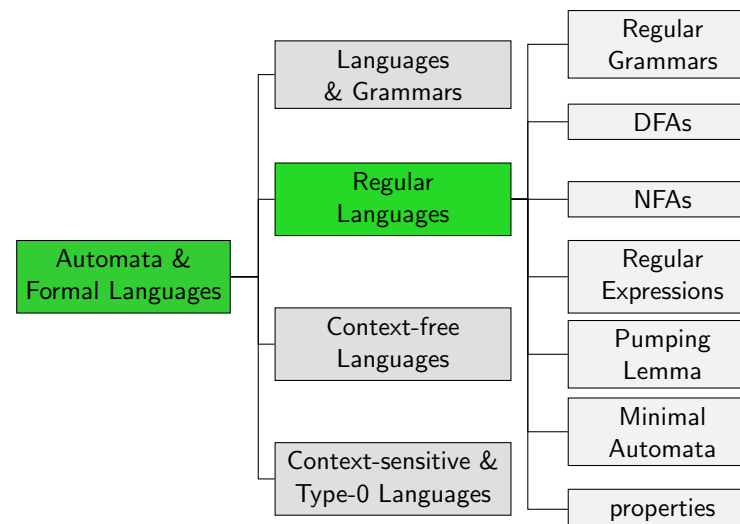 Automata &
Formal Languages
Languages
& Grammars
Regular
Languages
Context-free
Languages
Context-sensitive &
Type-0 Languages
Regular
Grammars
DFAs
NFAs
Regular
Expressions
Pumping
Lemma
Minimal
Automata
properties